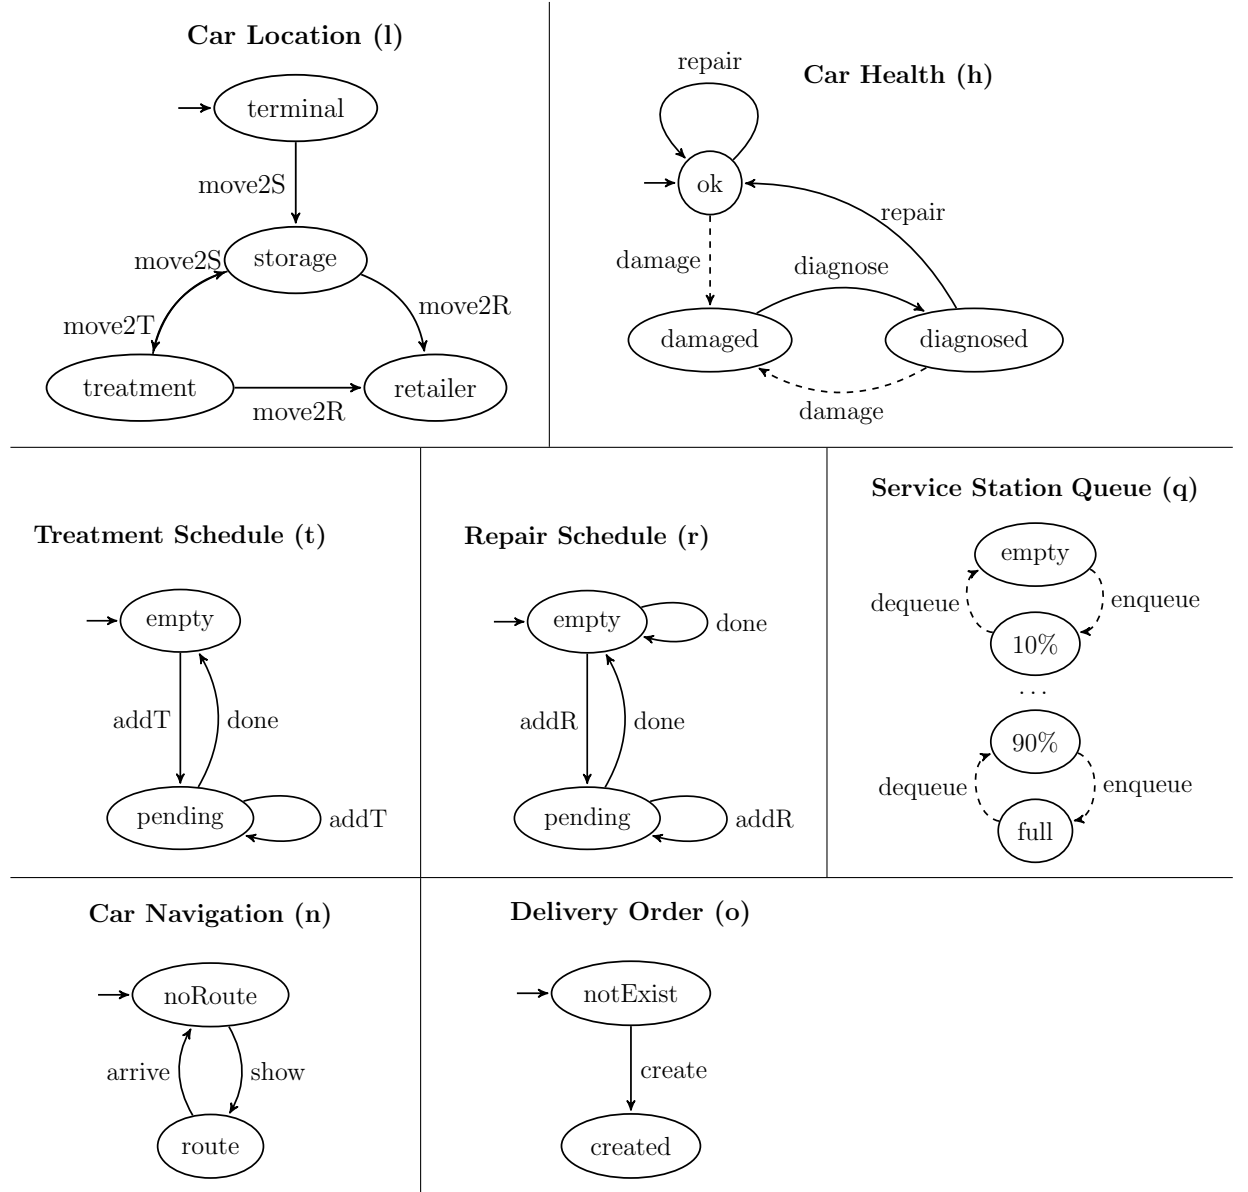 Car Location (l)
terminal
move2S
storage
move2S
move2T
move2R
treatment
retailer
move2R
Car Health (h)
repair
ok
repair
damage
diagnose
damaged
diagnosed
damage
Treatment Schedule (t)
empty
addT
done
pending
addT
Repair Schedule (r)
empty
done
addR
done
pending
addR
Service Station Queue (q)
empty
dequeue
enqueue
10%
...
90%
dequeue
enqueue
full
Car Navigation (n)
noRoute
arrive
show
route
Delivery Order (o)
notExist
create
created